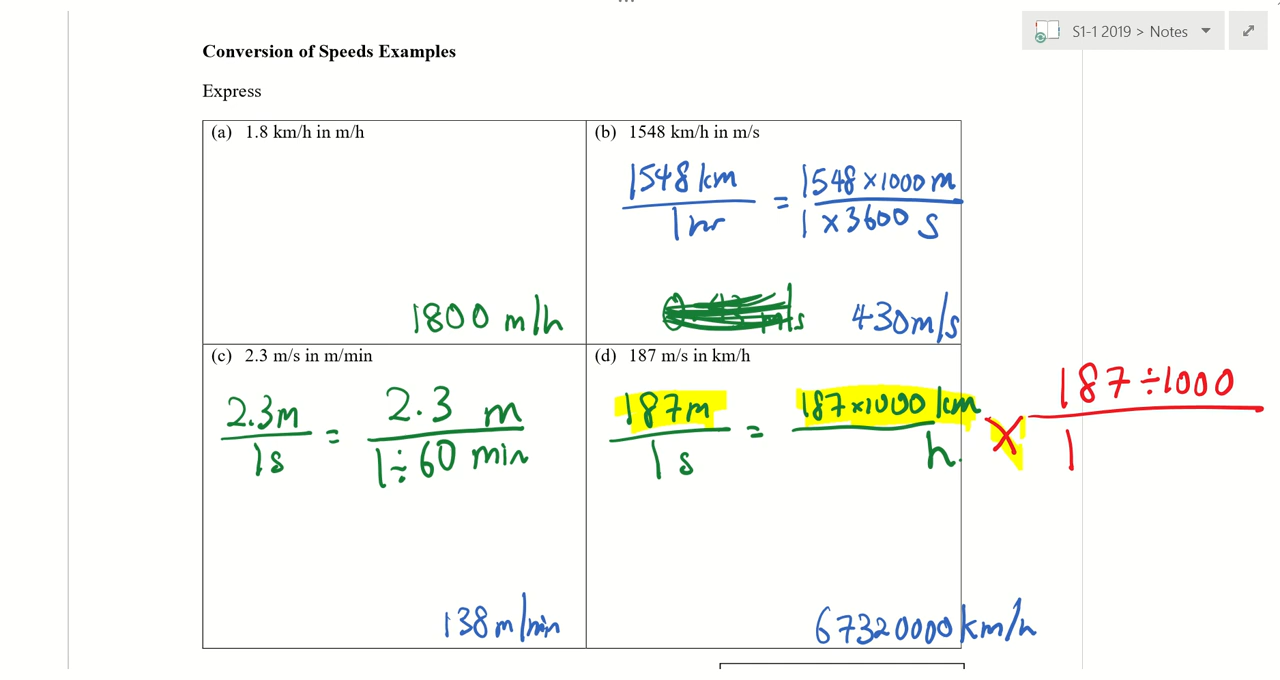 S1-1 2019 > Notes
Conversion of Speeds Examples
Express
(a) 1.8 km/h in m/h
1800 m/h
(b) 1548 km/h in m/s
1548 km = 1548 × 1000 m
1 hr 1 × 3600 s
430 m/s
(c) 2.3 m/s in m/min
2.3 m = 2.3 m
1 s 1 ÷ 60 min
138 m/min
(d) 187 m/s in km/h
187 m = 187 × 1000 km
1 s h.
187 ÷ 1000
1
67320000 km/h